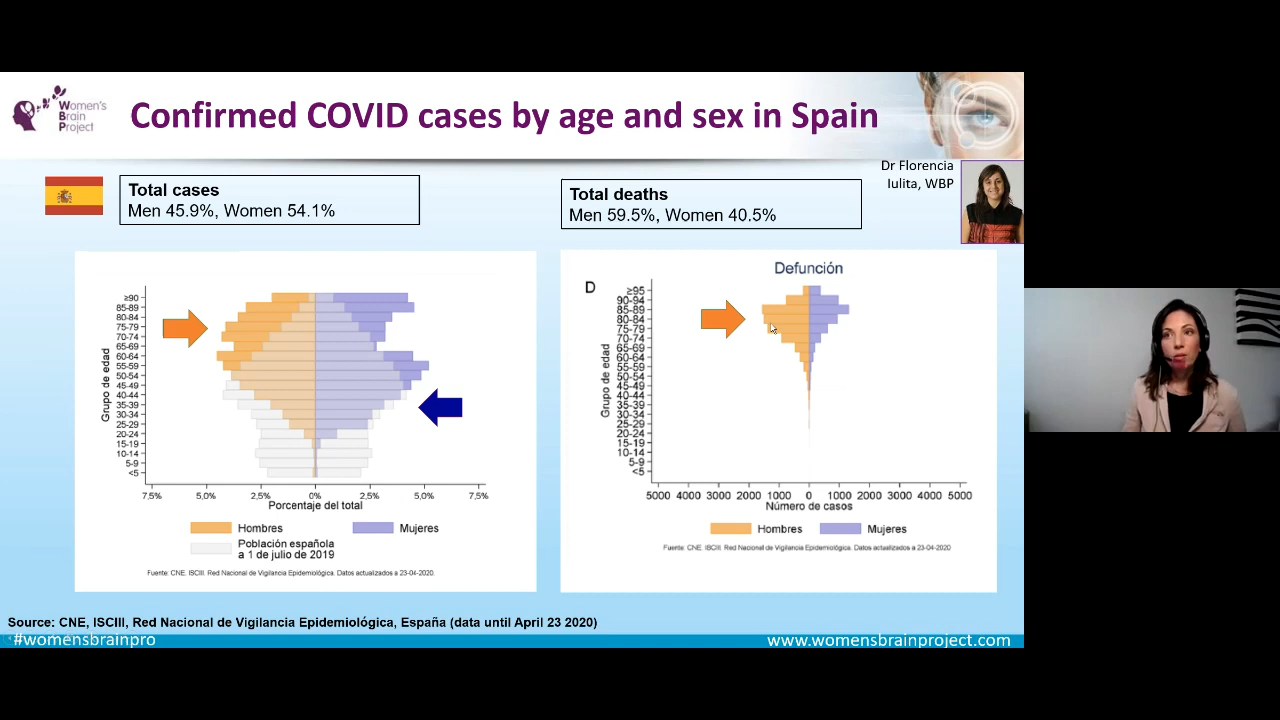 Women's
Brain
Project
Confirmed COVID cases by age and sex in Spain
Dr Florencia
Iulita, WBP
Total cases
Men 45.9%, Women 54.1%
Total deaths
Men 59.5%, Women 40.5%
Grupo de edad
≥90
85-89
80-84
75-79
70-74
65-69
60-64
55-59
50-54
45-49
40-44
35-39
30-34
25-29
20-24
15-19
10-14
5-9
<5
7,5% 5,0% 2,5% 0% 2,5% 5,0% 7,5%
Porcentaje del total
Hombres Mujeres
Población española
a 1 de julio de 2019
Fuente: CNE. ISCIII. Red Nacional de Vigilancia Epidemiológica. Datos actualizados a 23-04-2020.
D
Defunción
Grupo de edad
≥95
90-94
85-89
80-84
75-79
70-74
65-69
60-64
55-59
50-54
45-49
40-44
35-39
30-34
25-29
20-24
15-19
10-14
5-9
<5
5000 4000 3000 2000 1000 0 1000 2000 3000 4000 5000
Número de casos
Hombres Mujeres
Fuente: CNE. ISCIII. Red Nacional de Vigilancia Epidemiológica. Datos actualizados a 23-04-2020
Source: CNE, ISCIII, Red Nacional de Vigilancia Epidemiológica, España (data until April 23 2020)
#womensbrainpro
www.womensbrainproject.com